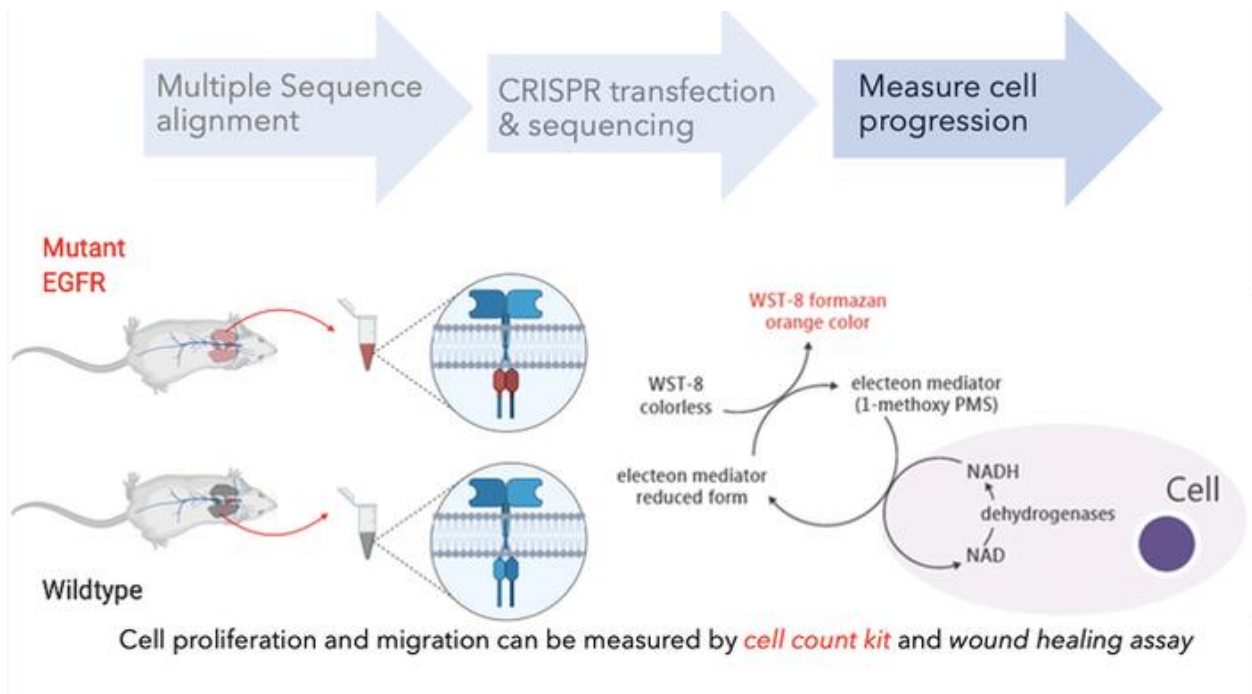 Multiple Sequence
alignment
CRISPR transfection
& sequencing
Measure cell
progression
Mutant
EGFR
WST-8 formazan
orange color
WST-8
colorless
electeon mediator
(1-methoxy PMS)
electeon mediator
reduced form
NADH
Cell
dehydrogenases
NAD
Wildtype
Cell proliferation and migration can be measured by cell count kit and wound healing assay